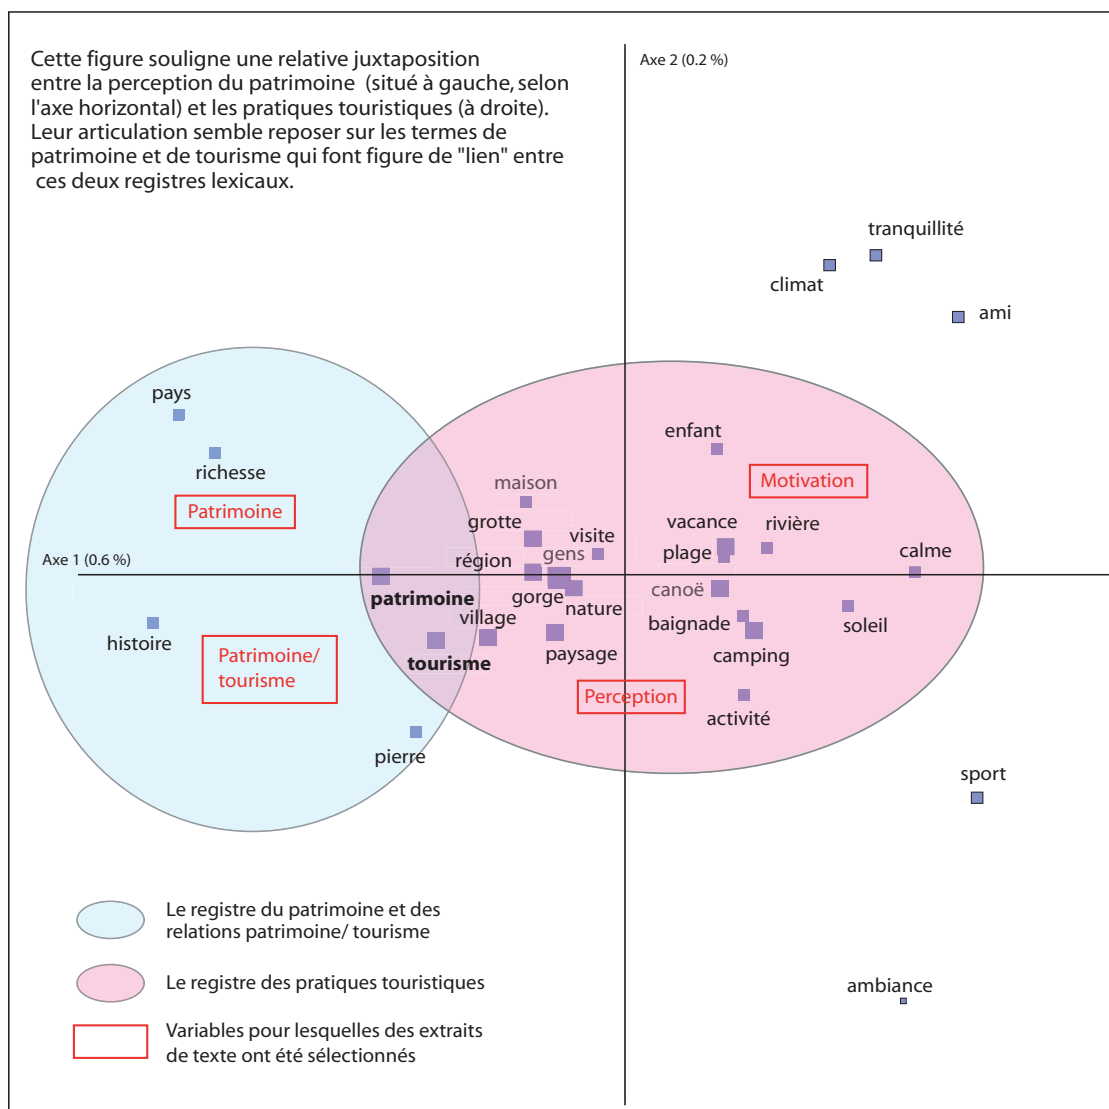 Cette figure souligne une relative juxtaposition
entre la perception du patrimoine (situé à gauche, selon
l'axe horizontal) et les pratiques touristiques (à droite).
Leur articulation semble reposer sur les termes de
patrimoine et de tourisme qui font figure de "lien" entre
ces deux registres lexicaux.
Axe 2 (0.2 %)
tranquillité
climat
ami
pays
richesse
Patrimoine
enfant
Motivation
maison
grotte
visite
vacance
rivière
plage
gens
région
calme
Axe 1 (0.6 %)
patrimoine
gorge
nature
canoë
village
baignade
soleil
histoire
Patrimoine/
tourisme
tourisme
paysage
camping
Perception
activité
pierre
sport
ambiance
Le registre du patrimoine et des
relations patrimoine/ tourisme
Le registre des pratiques touristiques
Variables pour lesquelles des extraits
de texte ont été sélectionnés